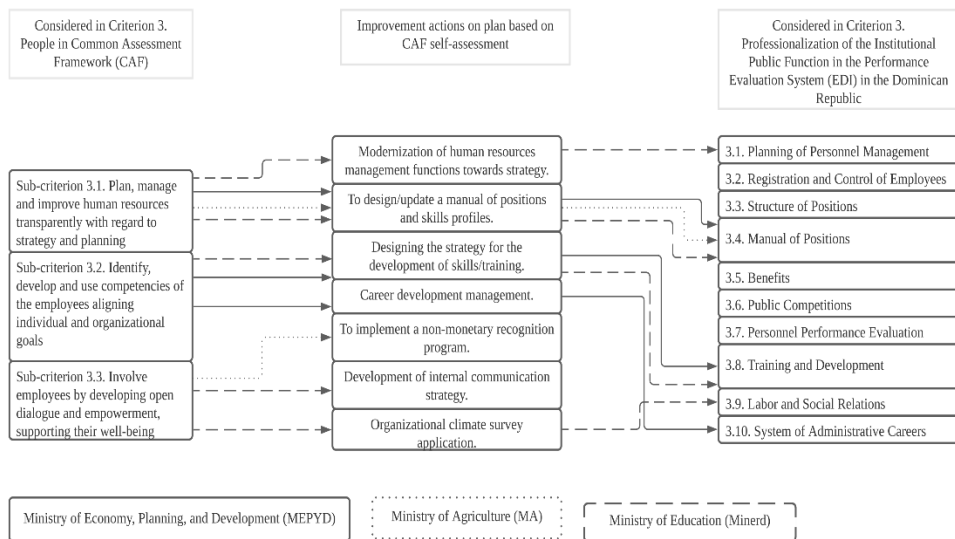 Considered in Criterion 3.
People in Common Assessment
Framework (CAF)
Improvement actions on plan based on
CAF self-assessment
Considered in Criterion 3.
Professionalization of the Institutional
Public Function in the Performance
Evaluation System (EDI) in the Dominican
Republic
Sub-criterion 3.1. Plan, manage
and improve human resources
transparently with regard to
strategy and planning
Sub-criterion 3.2. Identify,
develop and use competencies of
the employees aligning
individual and organizational
goals
Sub-criterion 3.3. Involve
employees by developing open
dialogue and empowerment,
supporting their well-being
Modernization of human resources
management functions towards strategy.
To design/update a manual of positions
and skills profiles.
Designing the strategy for the
development of skills/training.
Career development management.
To implement a non-monetary recognition
program.
Development of internal communication
strategy.
Organizational climate survey
application.
3.1. Planning of Personnel Management
3.2. Registration and Control of Employees
3.3. Structure of Positions
3.4. Manual of Positions
3.5. Benefits
3.6. Public Competitions
3.7. Personnel Performance Evaluation
3.8. Training and Development
3.9. Labor and Social Relations
3.10. System of Administrative Careers
Ministry of Economy, Planning, and Development (MEPYD)
Ministry of Agriculture (MA)
Ministry of Education (Minerd)